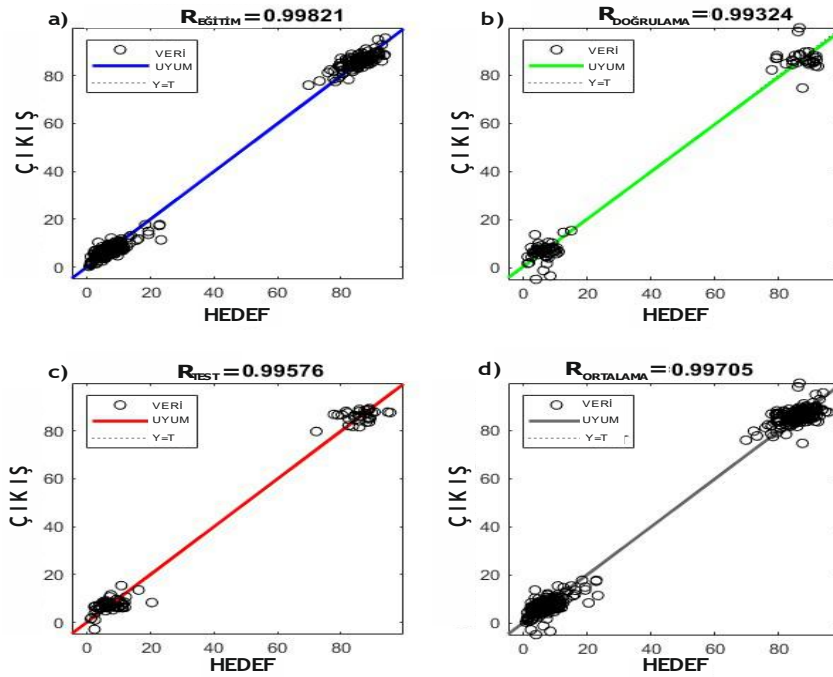 a) R_EĞİTİM = 0.99821
VERİ
UYUM
Y=T
80
60
40
20
0
ÇIKIŞ
0 20 40 60 80
HEDEF
b) R_DOĞRULAMA = 0.99324
VERİ
UYUM
Y=T
80
60
40
20
0
ÇIKIŞ
0 20 40 60 80
HEDEF
c) R_TEST = 0.99576
VERİ
UYUM
Y=T
80
60
40
20
0
ÇIKIŞ
0 20 40 60 80
HEDEF
d) R_ORTALAMA = 0.99705
VERİ
UYUM
Y=T
80
60
40
20
0
ÇIKIŞ
0 20 40 60 80
HEDEF